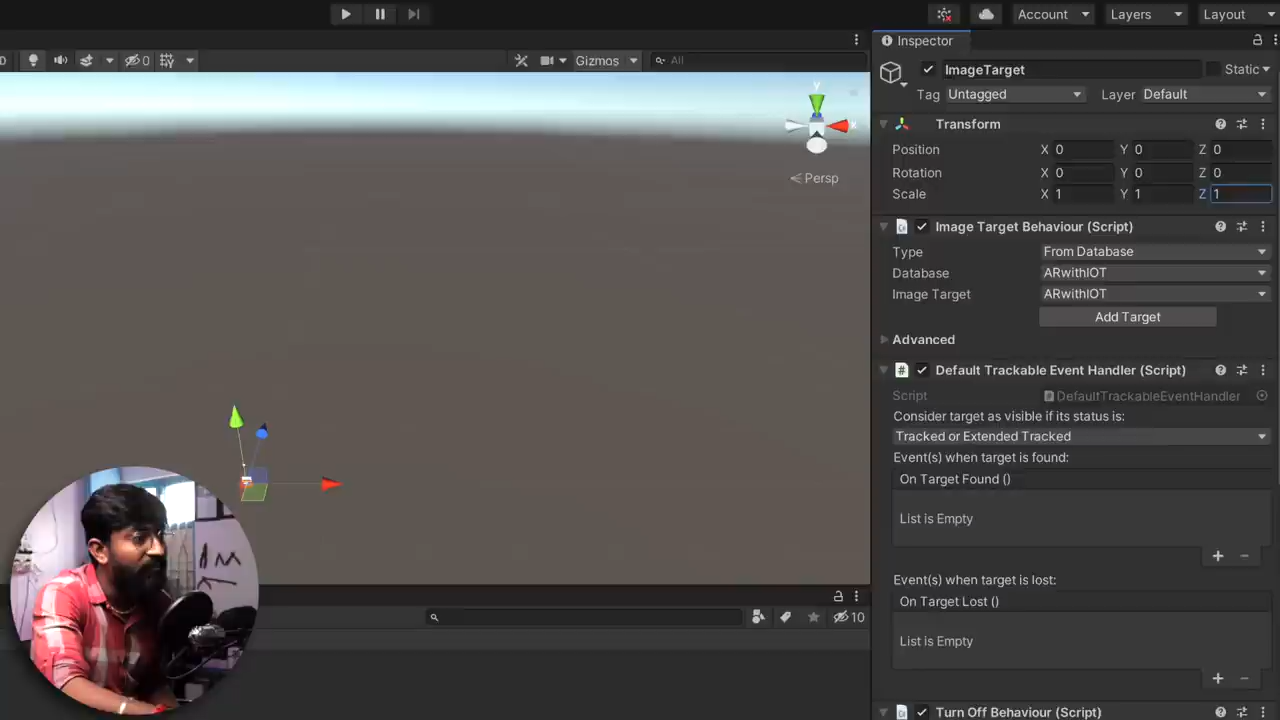 Account
Layers
Layout
0
Gizmos
All
Inspector
ImageTarget
Static
Tag Untagged Layer Default
y
x
Persp
Transform
Position X 0 Y 0 Z 0
Rotation X 0 Y 0 Z 0
Scale X 1 Y 1 Z 1
Image Target Behaviour (Script)
Type From Database
Database ARwithIOT
Image Target ARwithIOT
Add Target
Advanced
Default Trackable Event Handler (Script)
Script DefaultTrackableEventHandler
Consider target as visible if its status is:
Tracked or Extended Tracked
Event(s) when target is found:
On Target Found ()
List is Empty
+ −
Event(s) when target is lost:
On Target Lost ()
List is Empty
+ −
10
Turn Off Behaviour (Script)